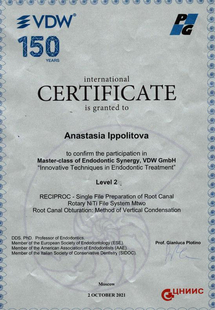 VDW
150
YEARS
PG
international
CERTIFICATE
is granted to
Anastasia Ippolitova
to confirm the participation in
Master-class of Endodontic Synergy, VDW GmbH
"Innovative Techniques in Endodontic Treatment"
Level 2
RECIPROC - Single File Preparation of Root Canal
Rotary NiTi File System Mtwo
Root Canal Obturation: Method of Vertical Condensation
DDS, PhD, Professor of Endodontics
Member of the European Society of Endodontology (ESE)
Member of the American Association of Endodontists (AAE)
Member of the Italian Society of Conservative Dentistry (SIDOC)
Prof. Gianluca Plotino
Moscow
2 OCTOBER 2021
ЦНИИС